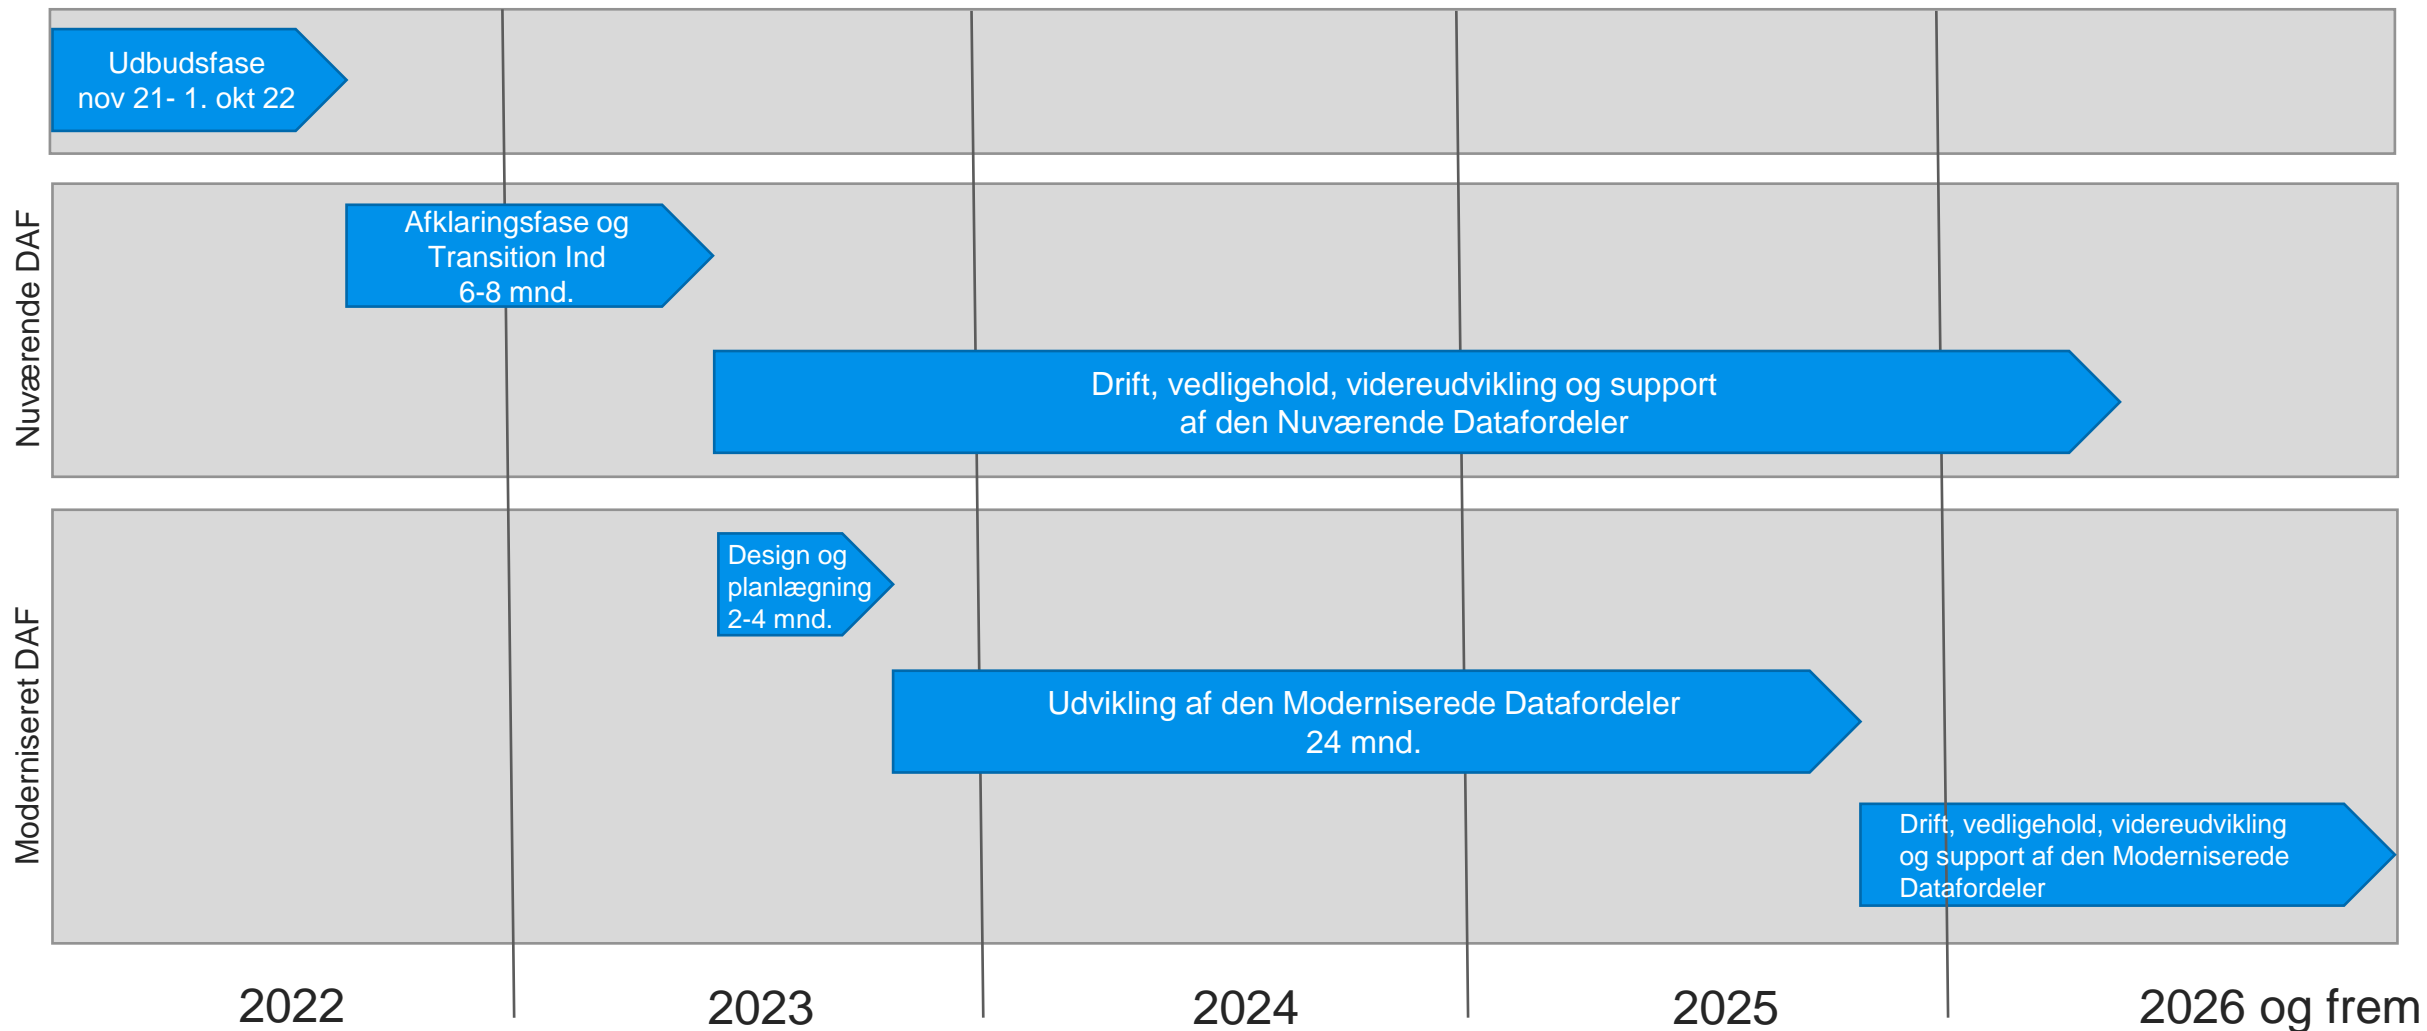 Udbudsfase
nov 21- 1. okt 22
Nuværende DAF
Afklaringsfase og
Transition Ind
6-8 mnd.
Drift, vedligehold, videreudvikling og support
af den Nuværende Datafordeler
Moderniseret DAF
Design og
planlægning
2-4 mnd.
Udvikling af den Moderniserede Datafordeler
24 mnd.
Drift, vedligehold, videreudvikling
og support af den Moderniserede
Datafordeler
2022
2023
2024
2025
2026 og frem